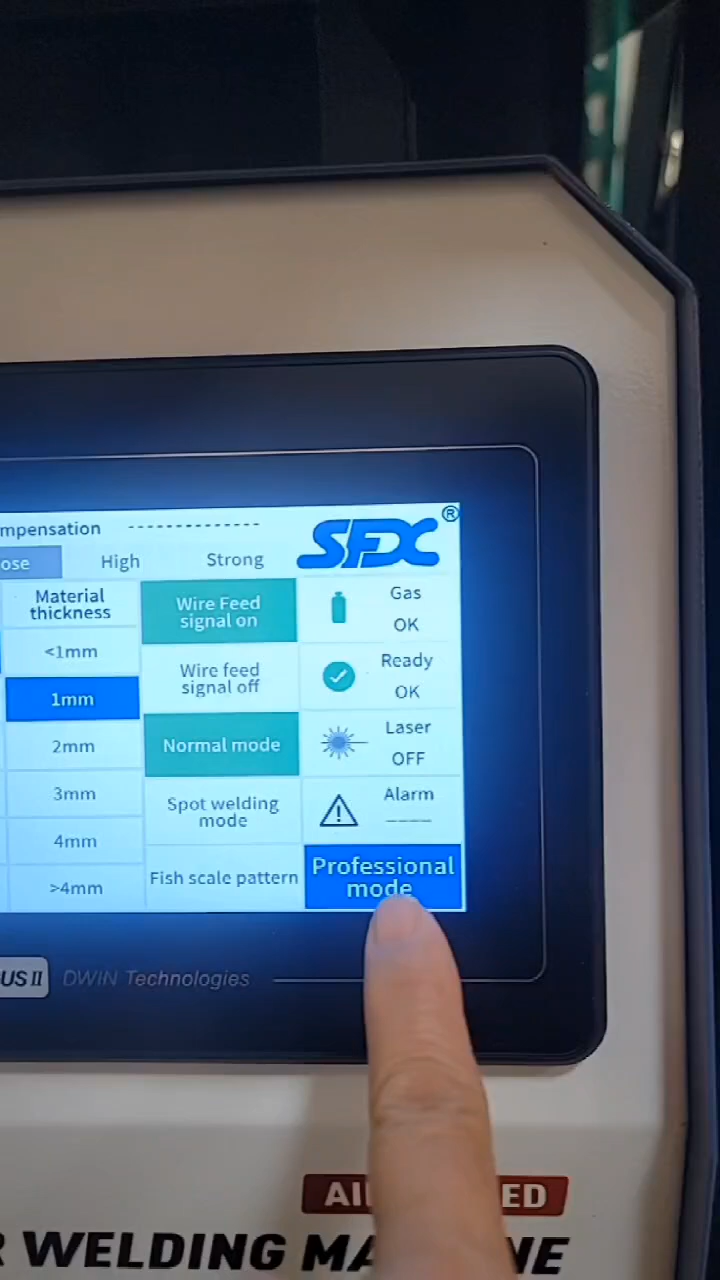 mpensation --------------
SFX®
ose High Strong
Material
thickness
<1mm
1mm
2mm
3mm
4mm
>4mm
Wire Feed
signal on
Wire feed
signal off
Normal mode
Spot welding
mode
Fish scale pattern
Gas
OK
Ready
OK
Laser
OFF
Alarm
----
Professional
mode
US II DWIN Technologies
AI ED
R WELDING MA NE